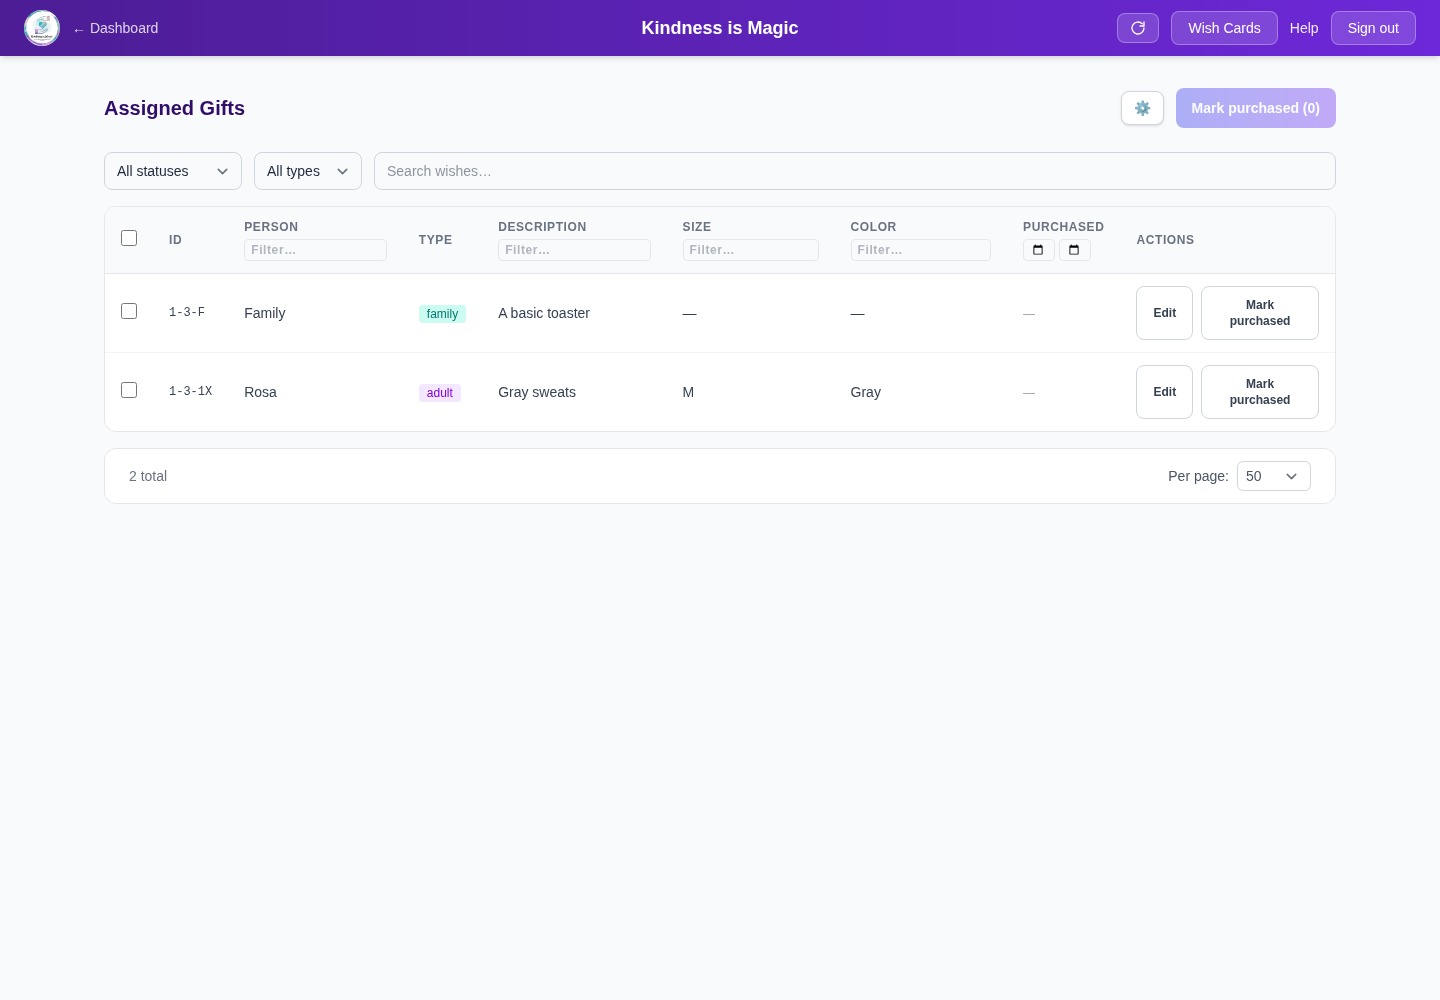 ← Dashboard
Kindness is Magic
Wish Cards
Help
Sign out
Assigned Gifts
Mark purchased (0)
All statuses
All types
Search wishes…
ID
PERSON
Filter…
TYPE
DESCRIPTION
Filter…
SIZE
Filter…
COLOR
Filter…
PURCHASED
ACTIONS
1-3-F
Family
family
A basic toaster
—
—
—
Edit
Mark
purchased
1-3-1X
Rosa
adult
Gray sweats
M
Gray
—
Edit
Mark
purchased
2 total
Per page:
50